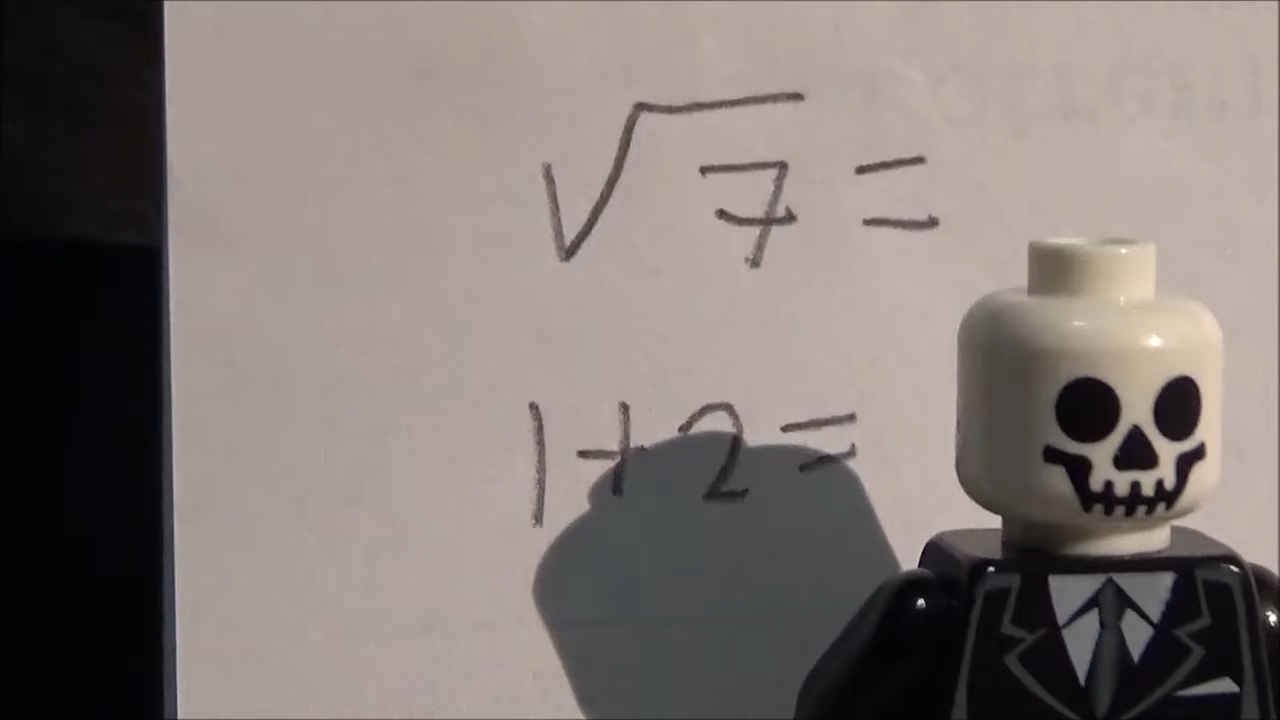 √7 =
1+2=